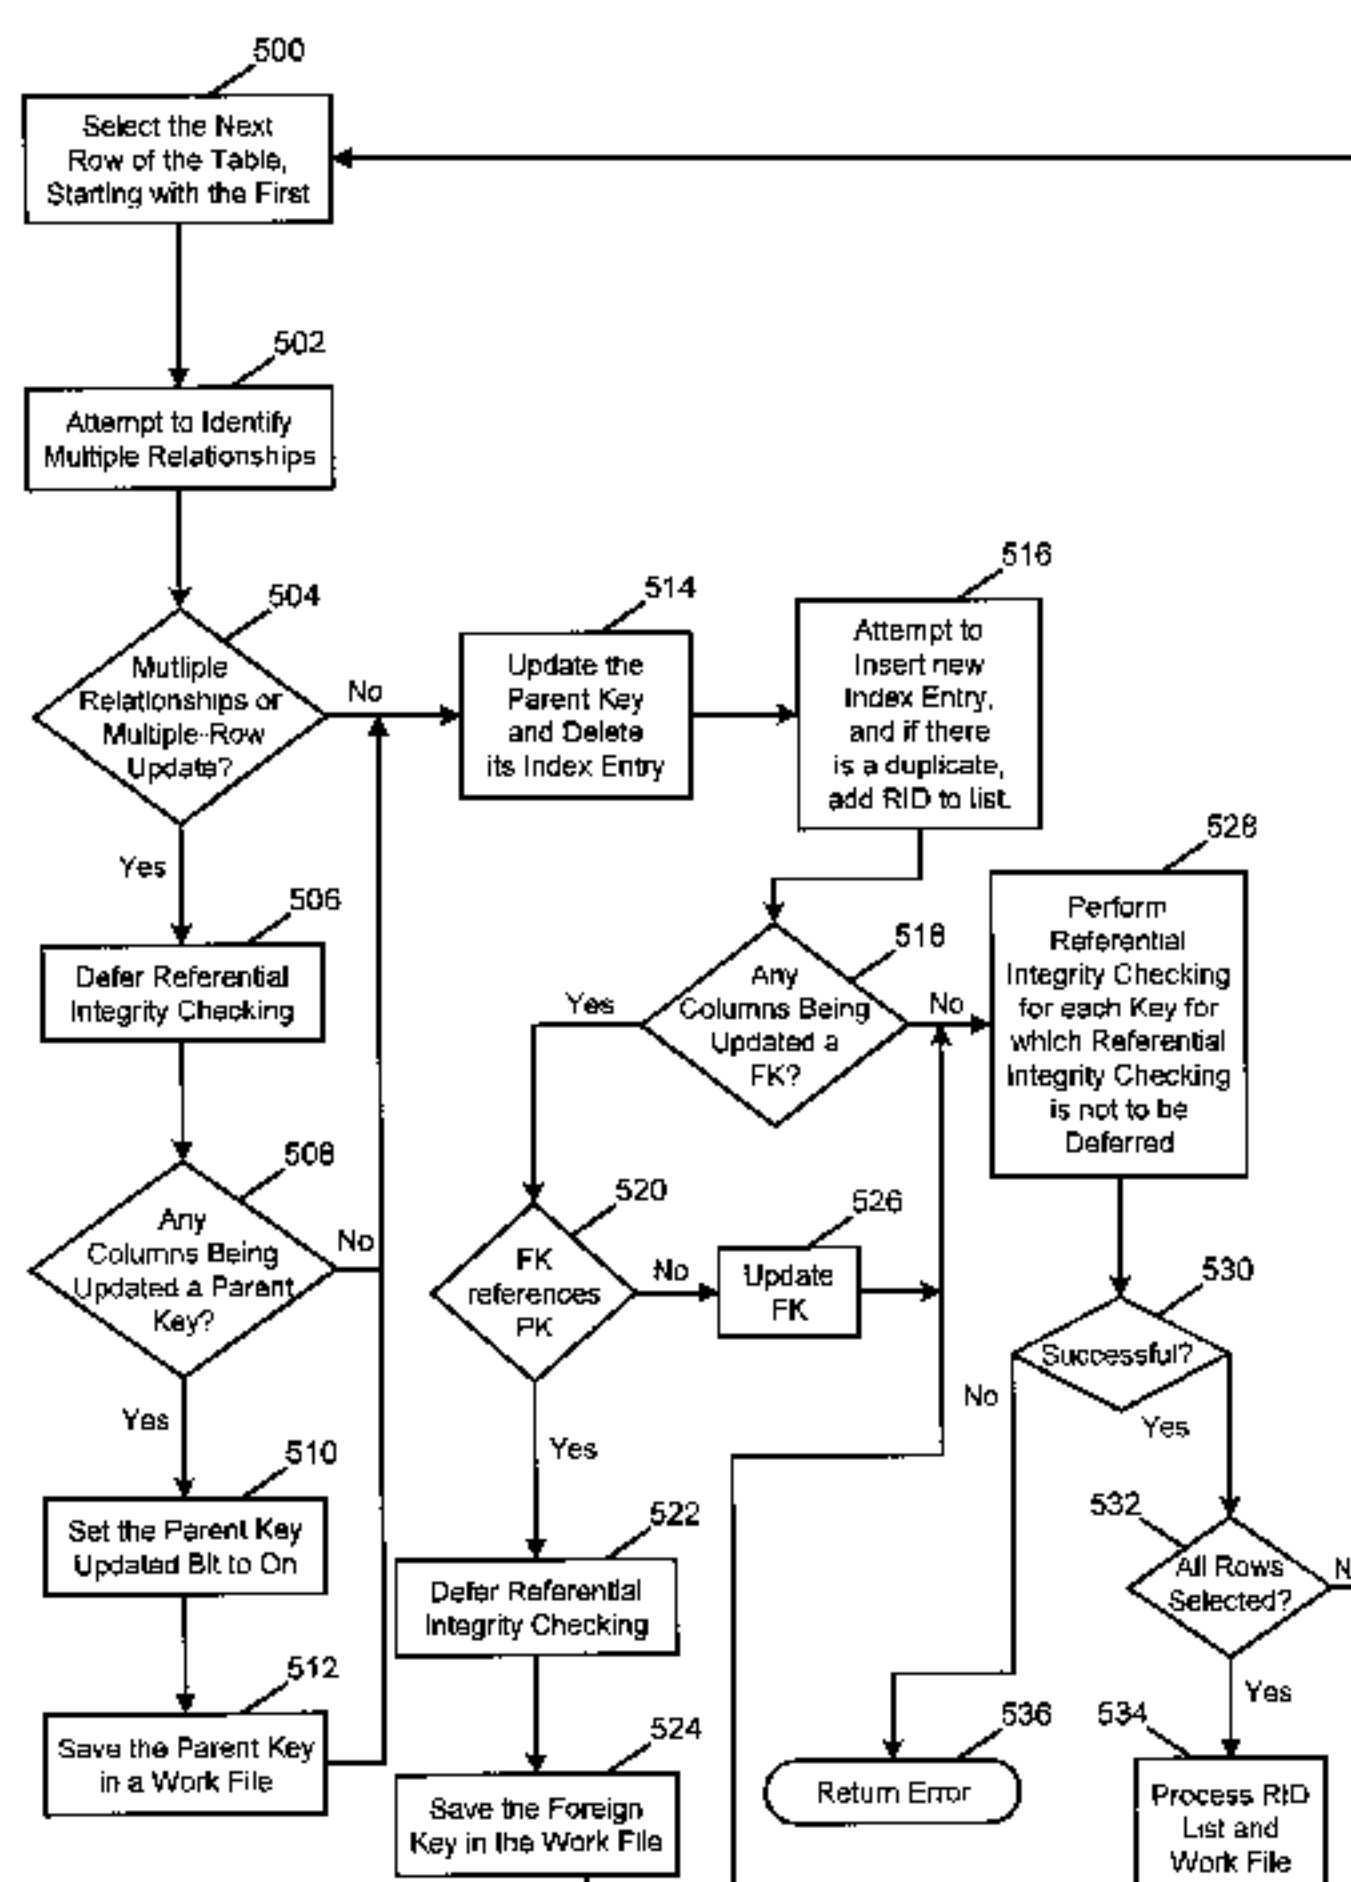 500
Select the Next
Row of the Table,
Starting with the First
502
Attempt to Identify
Multiple Relationships
504
Mutliple
Relationships or
Multiple-Row
Update?
No
Yes
506
Defer Referential
Integrity Checking
508
Any
Columns Being
Updated a Parent
Key?
No
Yes
510
Set the Parent Key
Updated Bit to On
512
Save the Parent Key
in a Work File
514
Update the
Parent Key
and Delete
its Index Entry
516
Attempt to
Insert new
Index Entry,
and if there
is a duplicate,
add RID to list.
518
Any
Columns Being
Updated a
FK?
Yes
No
520
FK
references
PK
No
Yes
526
Update
FK
522
Defer Referential
Integrity Checking
524
Save the Foreign
Key in the Work File
528
Perform
Referential
Integrity Checking
for each Key for
which Referential
Integrity Checking
is not to be
Deferred
530
Successful?
No
Yes
532
All Rows
Selected?
N
Yes
536
Return Error
534
Process RID
List and
Work File